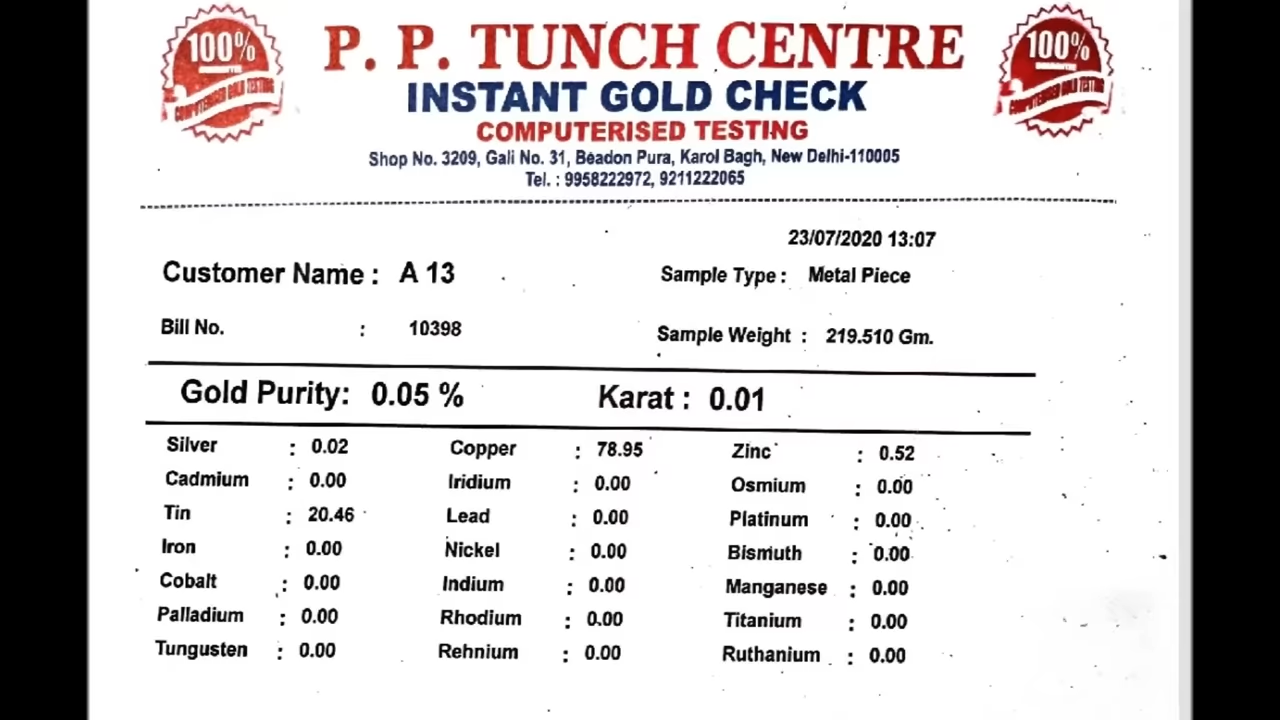 100%
COMPUTERISED GOLD TESTING
P. P. TUNCH CENTRE
100%
COMPUTERISED GOLD TESTING
INSTANT GOLD CHECK
COMPUTERISED TESTING
Shop No. 3209, Gali No. 31, Beadon Pura, Karol Bagh, New Delhi-110005
Tel. : 9958222972, 9211222065
23/07/2020 13:07
Customer Name : A 13 Sample Type : Metal Piece
Bill No. : 10398 Sample Weight : 219.510 Gm.
Gold Purity: 0.05 % Karat : 0.01
Silver : 0.02 Copper : 78.95 Zinc : 0.52
Cadmium : 0.00 Iridium : 0.00 Osmium : 0.00
Tin : 20.46 Lead : 0.00 Platinum : 0.00
Iron : 0.00 Nickel : 0.00 Bismuth : 0.00
Cobalt : 0.00 Indium : 0.00 Manganese : 0.00
Palladium : 0.00 Rhodium : 0.00 Titanium : 0.00
Tungusten : 0.00 Rehnium : 0.00 Ruthanium : 0.00